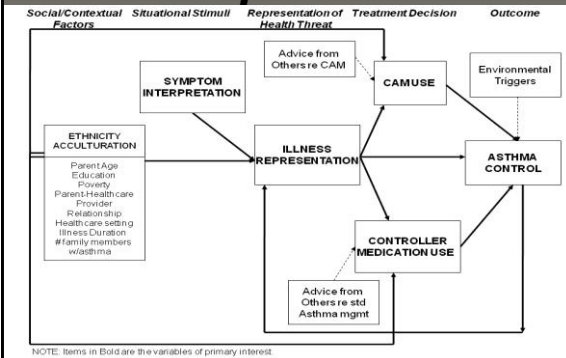 Social/Contextual Situational Stimuli Representation of Treatment Decision Outcome
Factors Health Threat
Advice from
Others re CAM
CAM USE
Environmental
Triggers
SYMPTOM
INTERPRETATION
ETHNICITY
ACCULTURATION
Parent Age
Education
Poverty
Parent-Healthcare
Provider
Relationship
Healthcare setting
Illness Duration
# family members
w/asthma
ILLNESS
REPRESENTATION
ASTHMA
CONTROL
CONTROLLER
MEDICATION USE
Advice from
Others re std
Asthma mgmt
NOTE: Items in Bold are the variables of primary interest.